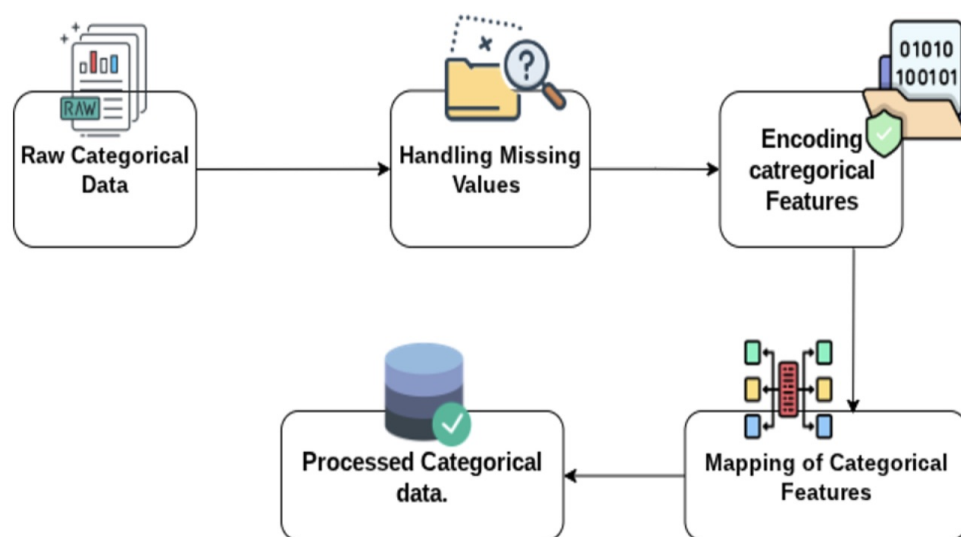 RAW
Raw Categorical
Data
Handling Missing
Values
01010
100101
Encoding
catregorical
Features
Mapping of Categorical
Features
Processed Categorical
data.